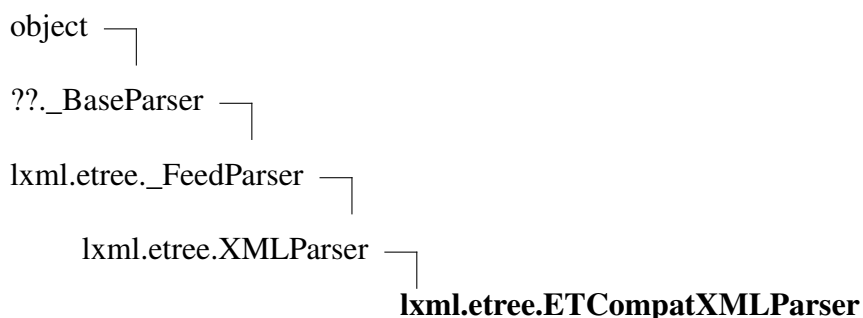 object
??._BaseParser
lxml.etree._FeedParser
lxml.etree.XMLParser
lxml.etree.ETCompatXMLParser